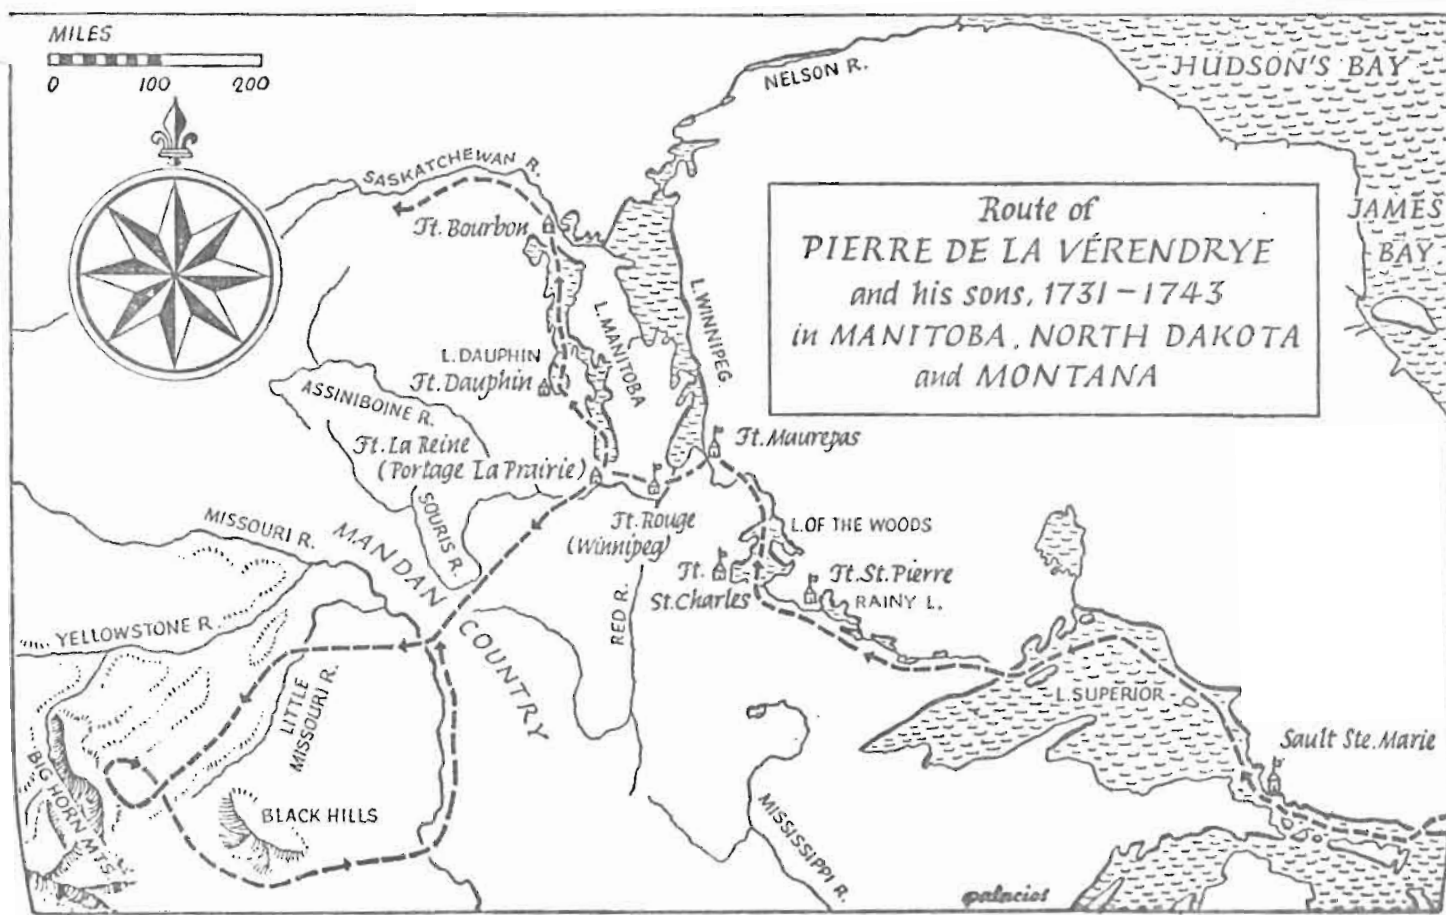 MILES
0 100 200
NELSON R.
HUDSON'S BAY
SASKATCHEWAN R.
Route of
PIERRE DE LA VÉRENDRYE
and his sons, 1731–1743
in MANITOBA, NORTH DAKOTA
and MONTANA
JAMES
BAY
Ft. Bourbon
L. MANITOBA
L. WINNIPEG
L. DAUPHIN
Ft. Dauphin
ASSINIBOINE R.
Ft. La Reine
(Portage La Prairie)
Ft. Maurepas
SOURIS R.
MISSOURI R.
MANDAN
COUNTRY
Ft. Rouge
(Winnipeg)
L. OF THE WOODS
Ft.
St. Charles
Ft. St. Pierre
RAINY L.
RED R.
YELLOWSTONE R.
LITTLE
MISSOURI R.
L. SUPERIOR
Sault Ste. Marie
BIG HORN MTS.
BLACK HILLS
MISSISSIPPI R.
palacios